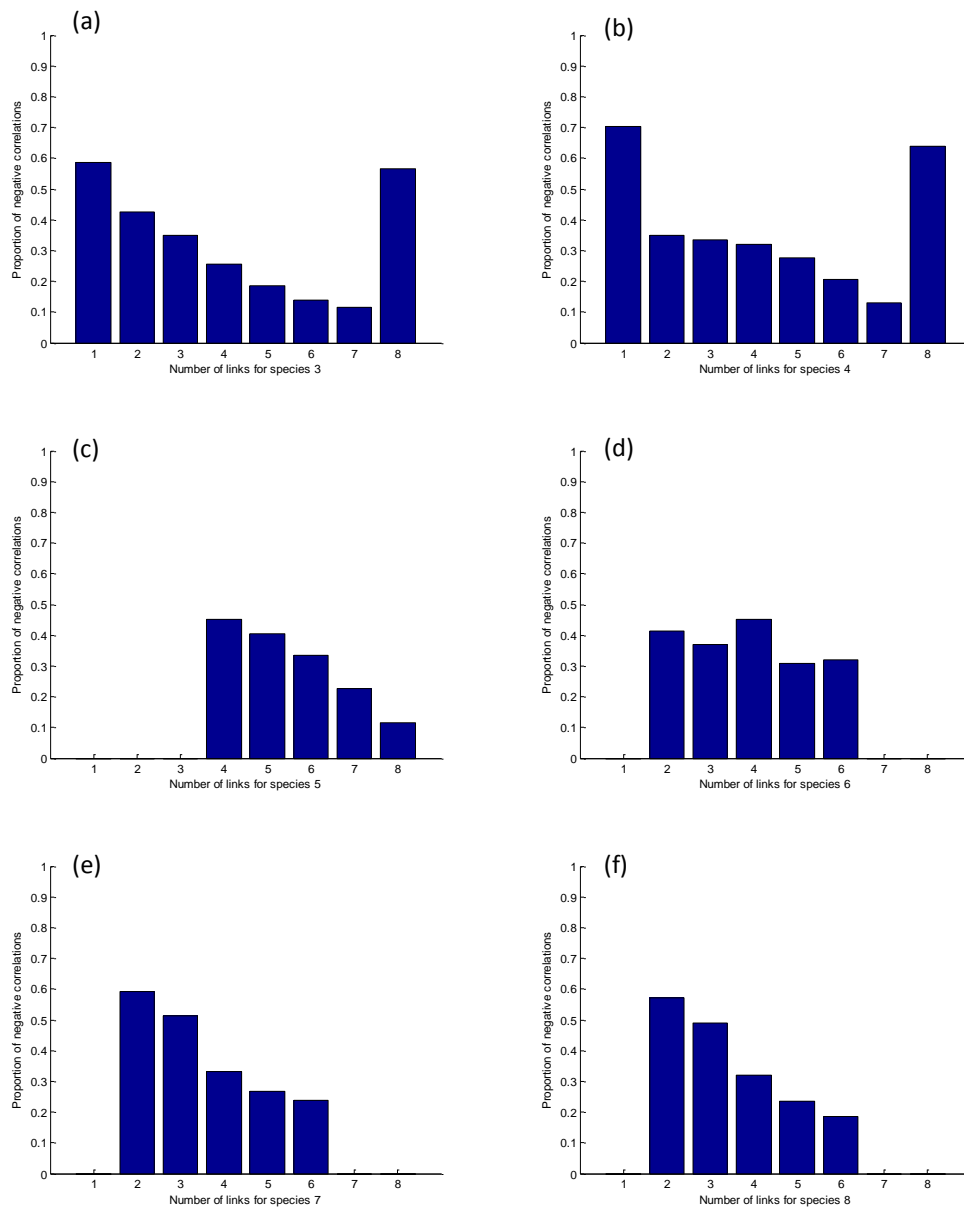 (a)
1
0.9
0.8
0.7
0.6
0.5
0.4
0.3
0.2
0.1
0
Proportion of negative correlations
1 2 3 4 5 6 7 8
Number of links for species 3
(b)
1
0.9
0.8
0.7
0.6
0.5
0.4
0.3
0.2
0.1
0
Proportion of negative correlations
1 2 3 4 5 6 7 8
Number of links for species 4
(c)
1
0.9
0.8
0.7
0.6
0.5
0.4
0.3
0.2
0.1
0
Proportion of negative correlations
1 2 3 4 5 6 7 8
Number of links for species 5
(d)
1
0.9
0.8
0.7
0.6
0.5
0.4
0.3
0.2
0.1
0
Proportion of negative correlations
1 2 3 4 5 6 7 8
Number of links for species 6
(e)
1
0.9
0.8
0.7
0.6
0.5
0.4
0.3
0.2
0.1
0
Proportion of negative correlations
1 2 3 4 5 6 7 8
Number of links for species 7
(f)
1
0.9
0.8
0.7
0.6
0.5
0.4
0.3
0.2
0.1
0
Proportion of negative correlations
1 2 3 4 5 6 7 8
Number of links for species 8